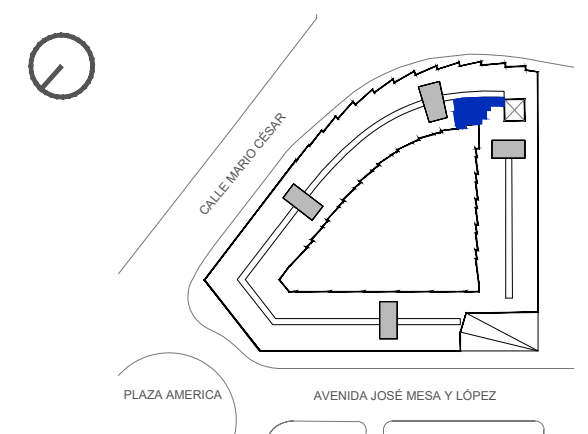 CALLE MARIO CÉSAR
PLAZA AMERICA
AVENIDA JOSÉ MESA Y LÓPEZ